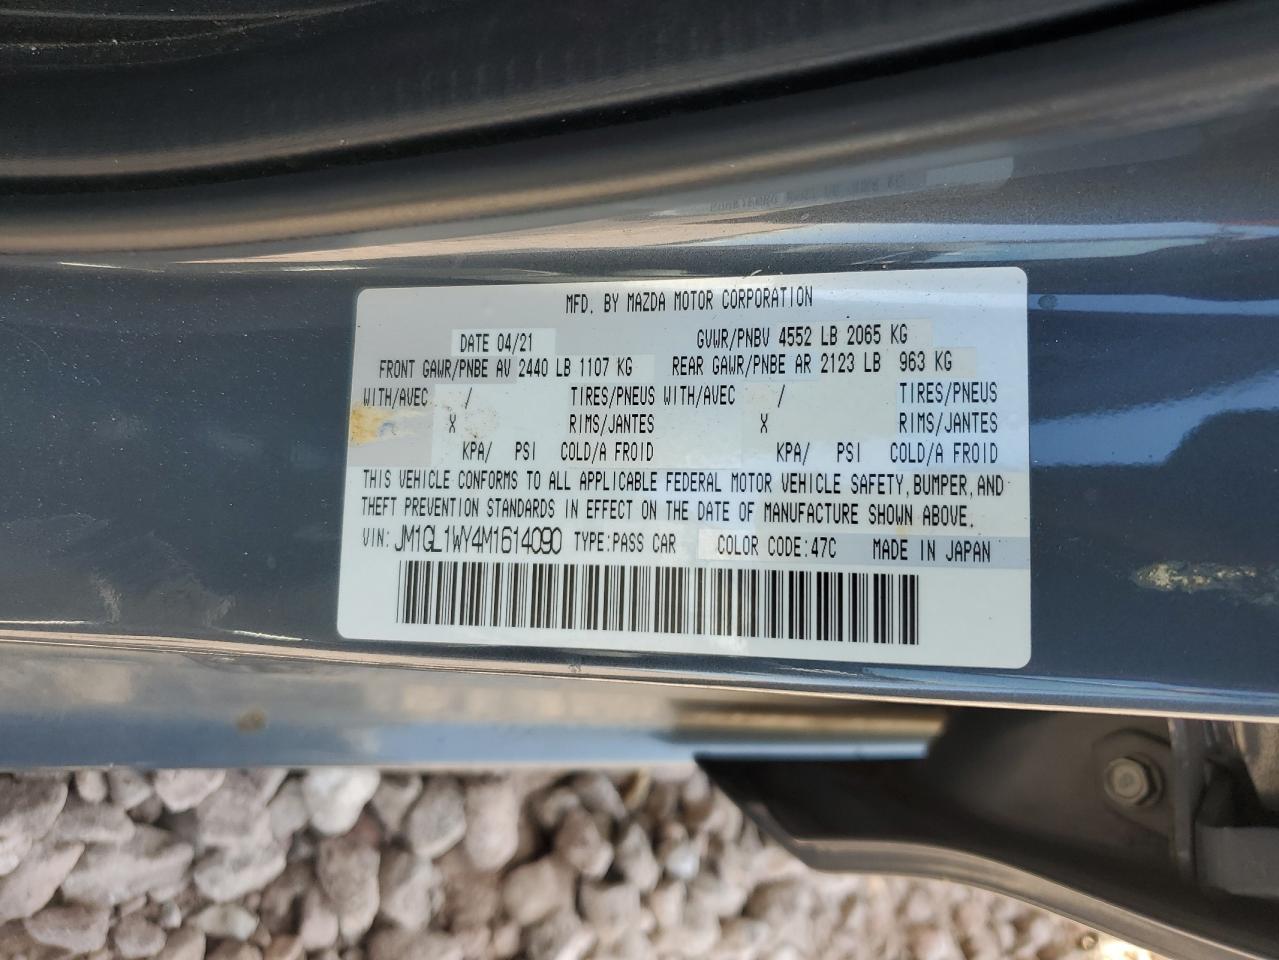 MFD. BY MAZDA MOTOR CORPORATION
DATE 04/21 GVWR/PNBV 4552 LB 2065 KG
FRONT GAWR/PNBE AV 2440 LB 1107 KG REAR GAWR/PNBE AR 2123 LB 963 KG
WITH/AVEC / TIRES/PNEUS WITH/AVEC / TIRES/PNEUS
X RIMS/JANTES X RIMS/JANTES
KPA/ PSI COLD/A FROID KPA/ PSI COLD/A FROID
THIS VEHICLE CONFORMS TO ALL APPLICABLE FEDERAL MOTOR VEHICLE SAFETY, BUMPER, AND
THEFT PREVENTION STANDARDS IN EFFECT ON THE DATE OF MANUFACTURE SHOWN ABOVE.
VIN: JM1GL1WY4M1614090 TYPE:PASS CAR COLOR CODE:47C MADE IN JAPAN